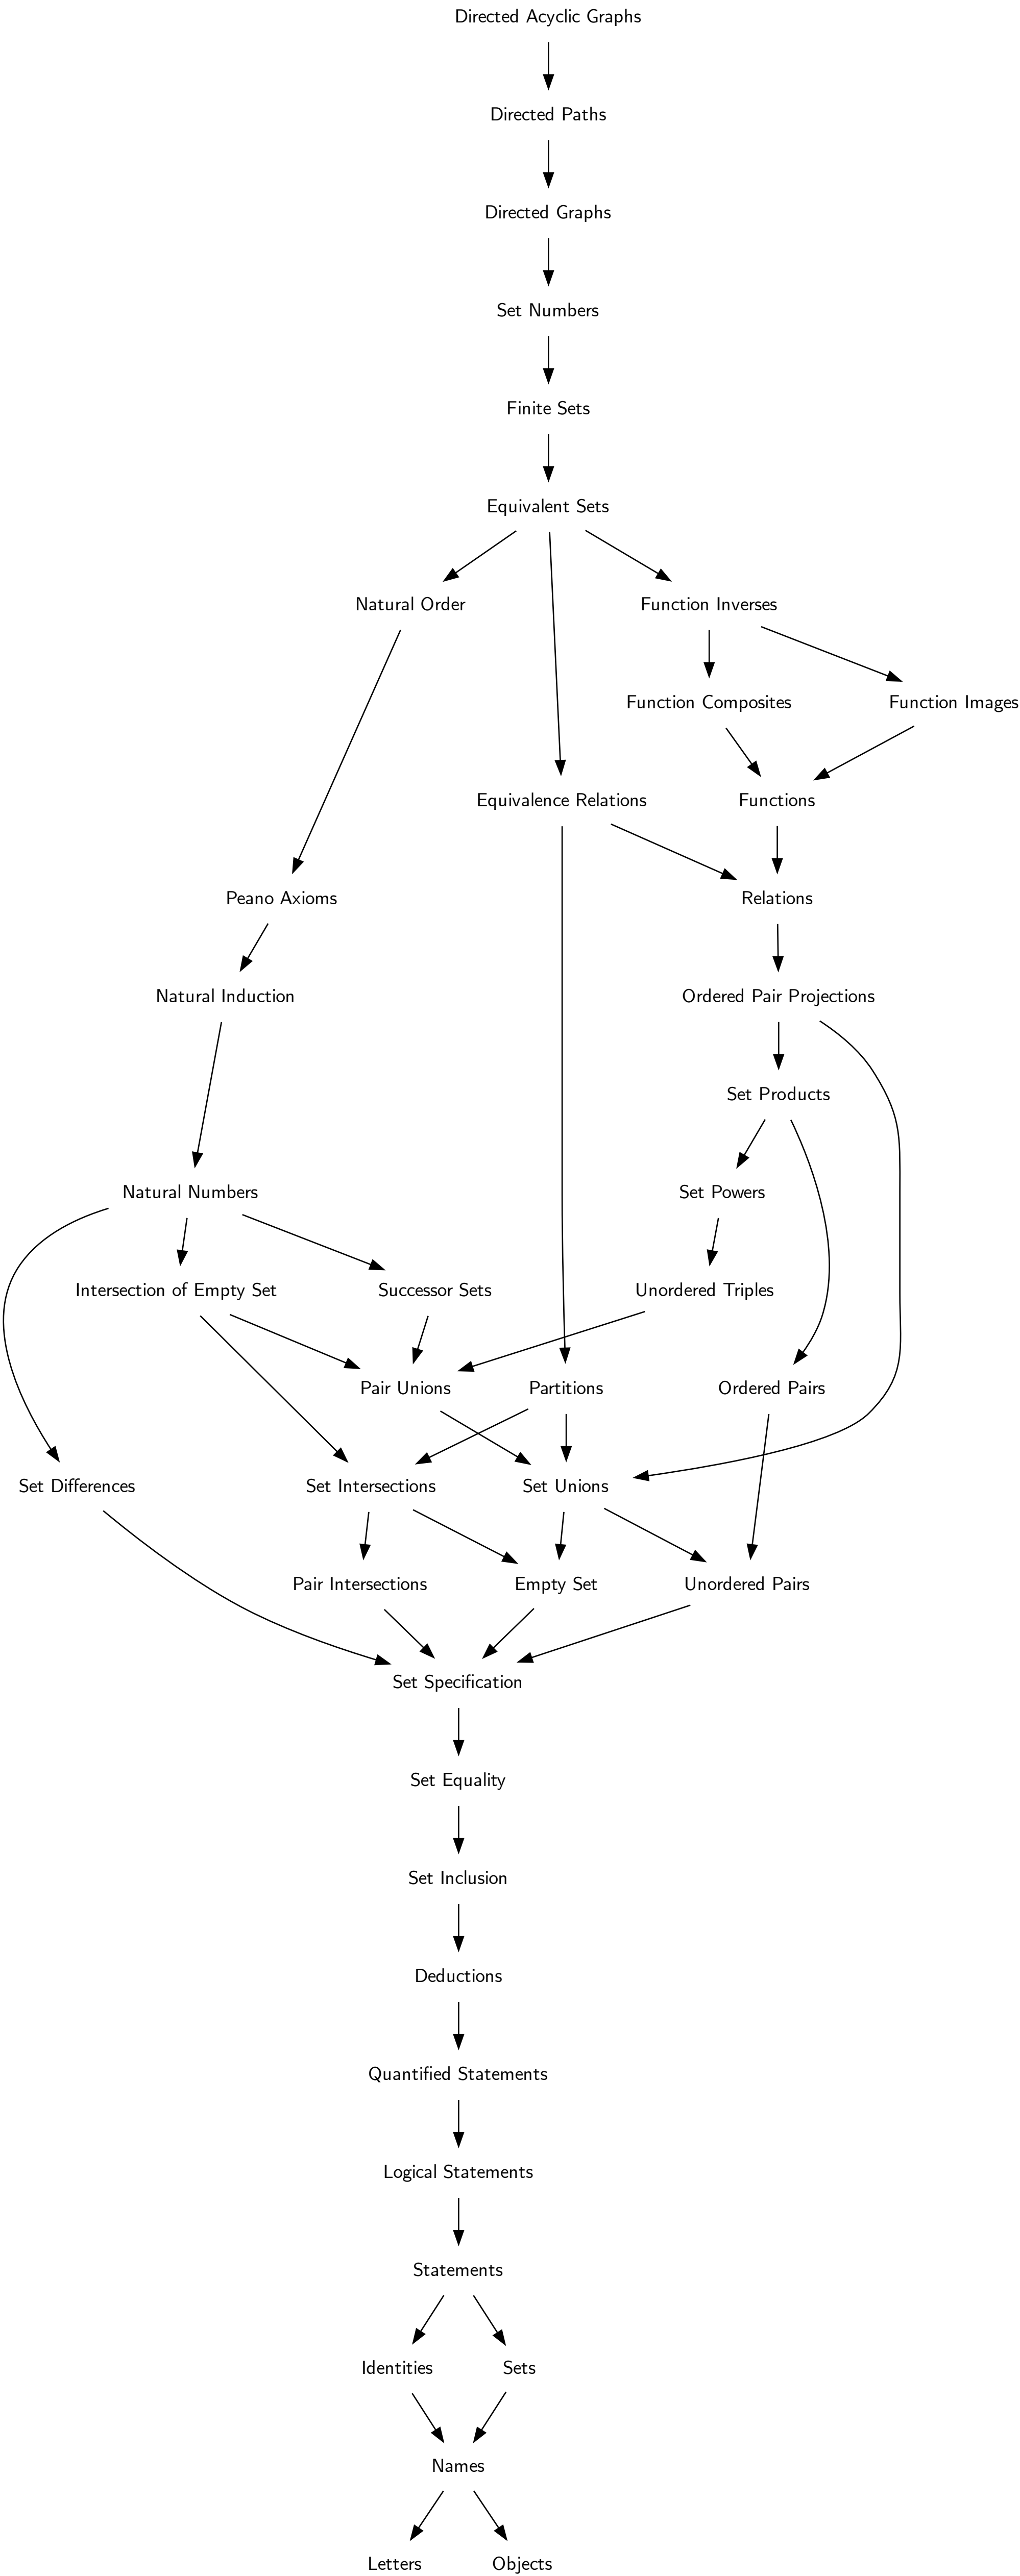 Directed Acyclic Graphs
Directed Paths
Directed Graphs
Set Numbers
Finite Sets
Equivalent Sets
Natural Order
Function Inverses
Function Composites
Function Images
Equivalence Relations
Functions
Peano Axioms
Relations
Natural Induction
Ordered Pair Projections
Set Products
Natural Numbers
Set Powers
Intersection of Empty Set
Successor Sets
Unordered Triples
Pair Unions
Partitions
Ordered Pairs
Set Differences
Set Intersections
Set Unions
Pair Intersections
Empty Set
Unordered Pairs
Set Specification
Set Equality
Set Inclusion
Deductions
Quantified Statements
Logical Statements
Statements
Identities
Sets
Names
Letters
Objects